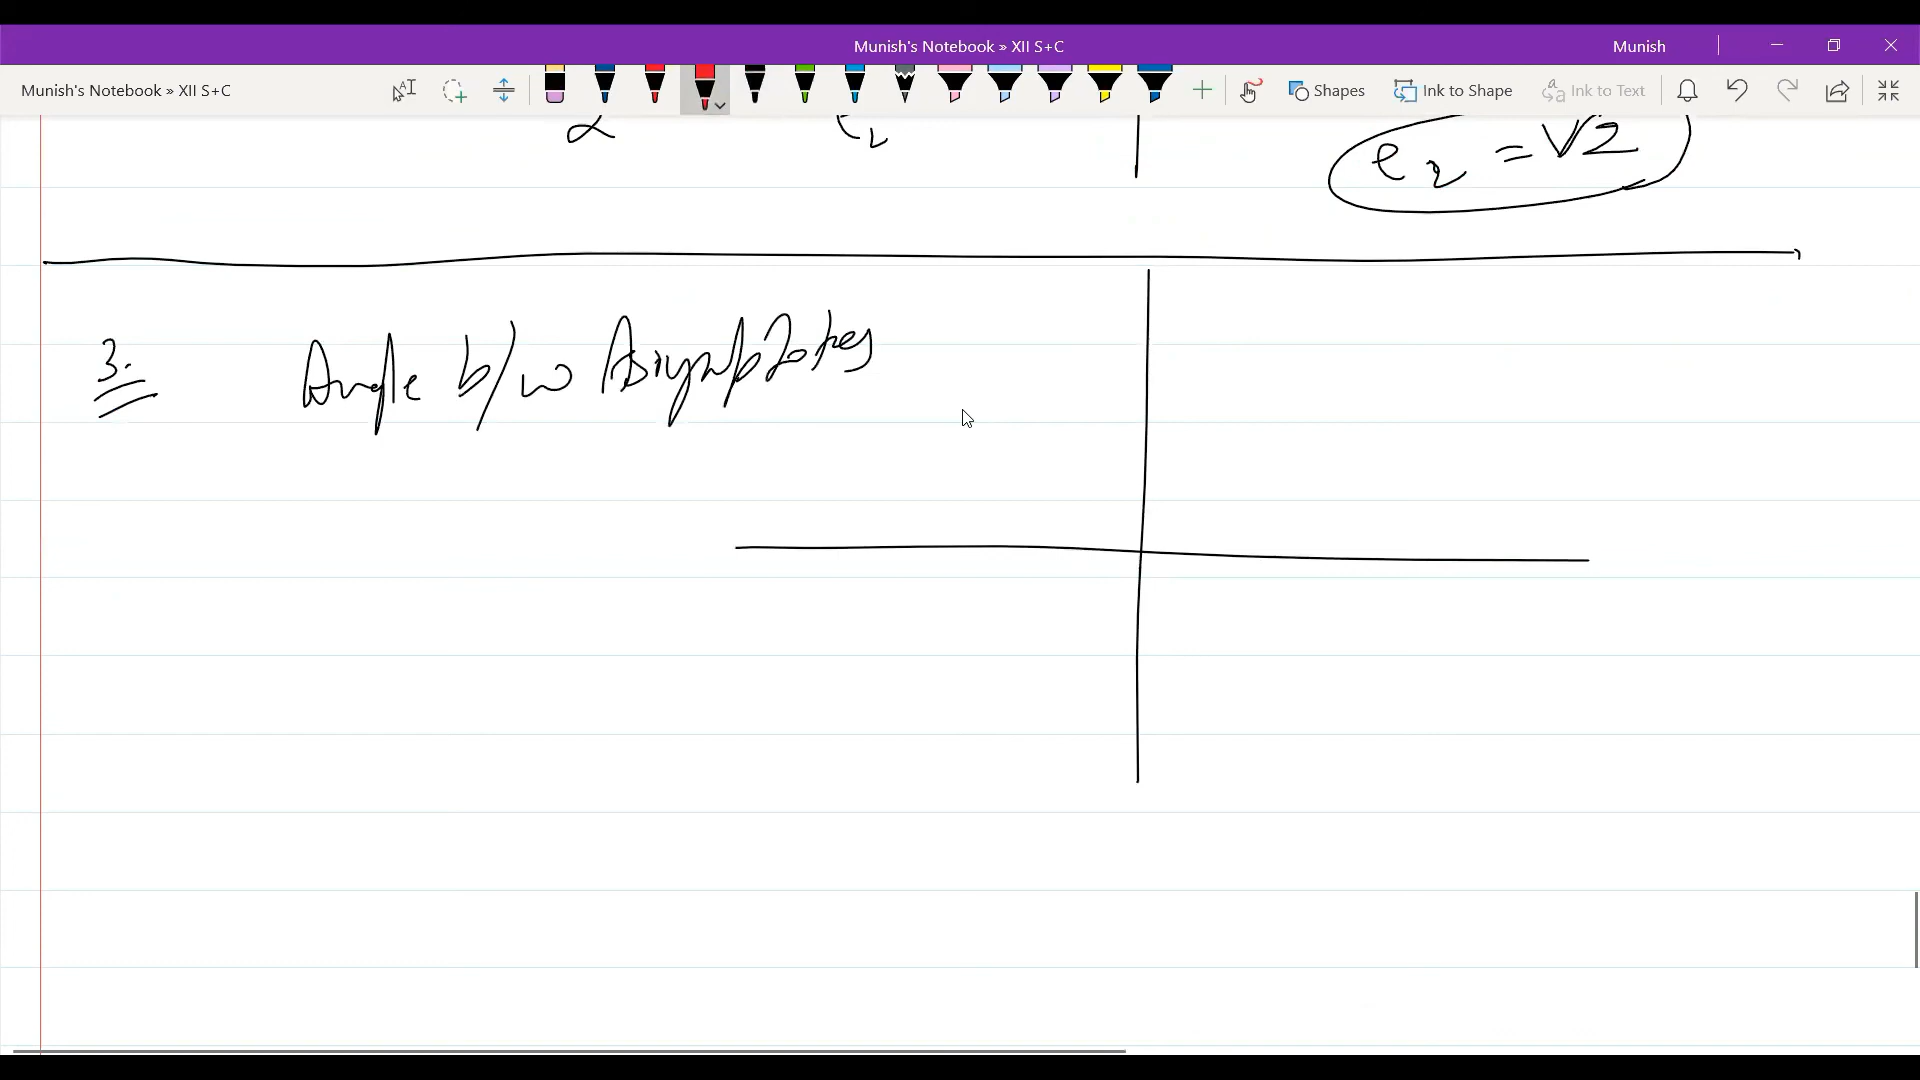 Munish's Notebook » XII S+C
Munish
Munish's Notebook » XII S+C
Shapes
Ink to Shape
Ink to Text
α
e₂ = √2
3. Angle b/w Asymptotes